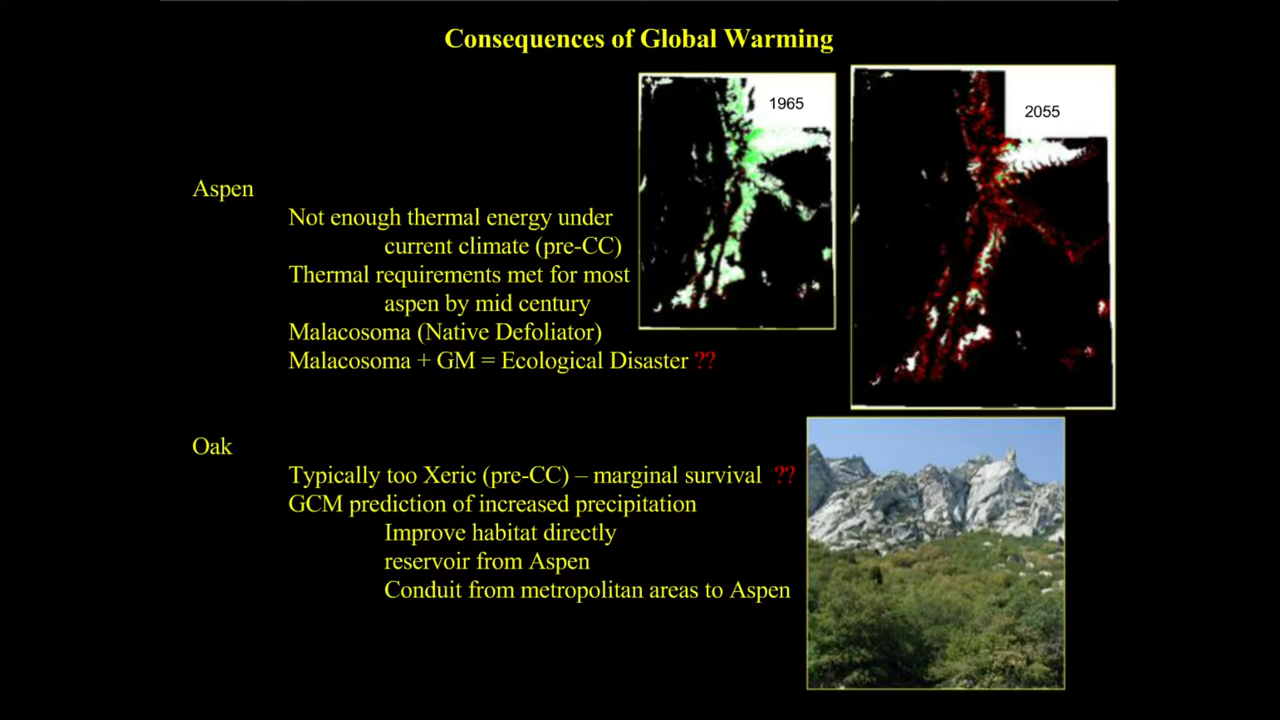 Consequences of Global Warming
1965
2055
Aspen
Not enough thermal energy under
current climate (pre-CC)
Thermal requirements met for most
aspen by mid century
Malacosoma (Native Defoliator)
Malacosoma + GM = Ecological Disaster ??
Oak
Typically too Xeric (pre-CC) – marginal survival ??
GCM prediction of increased precipitation
Improve habitat directly
reservoir from Aspen
Conduit from metropolitan areas to Aspen